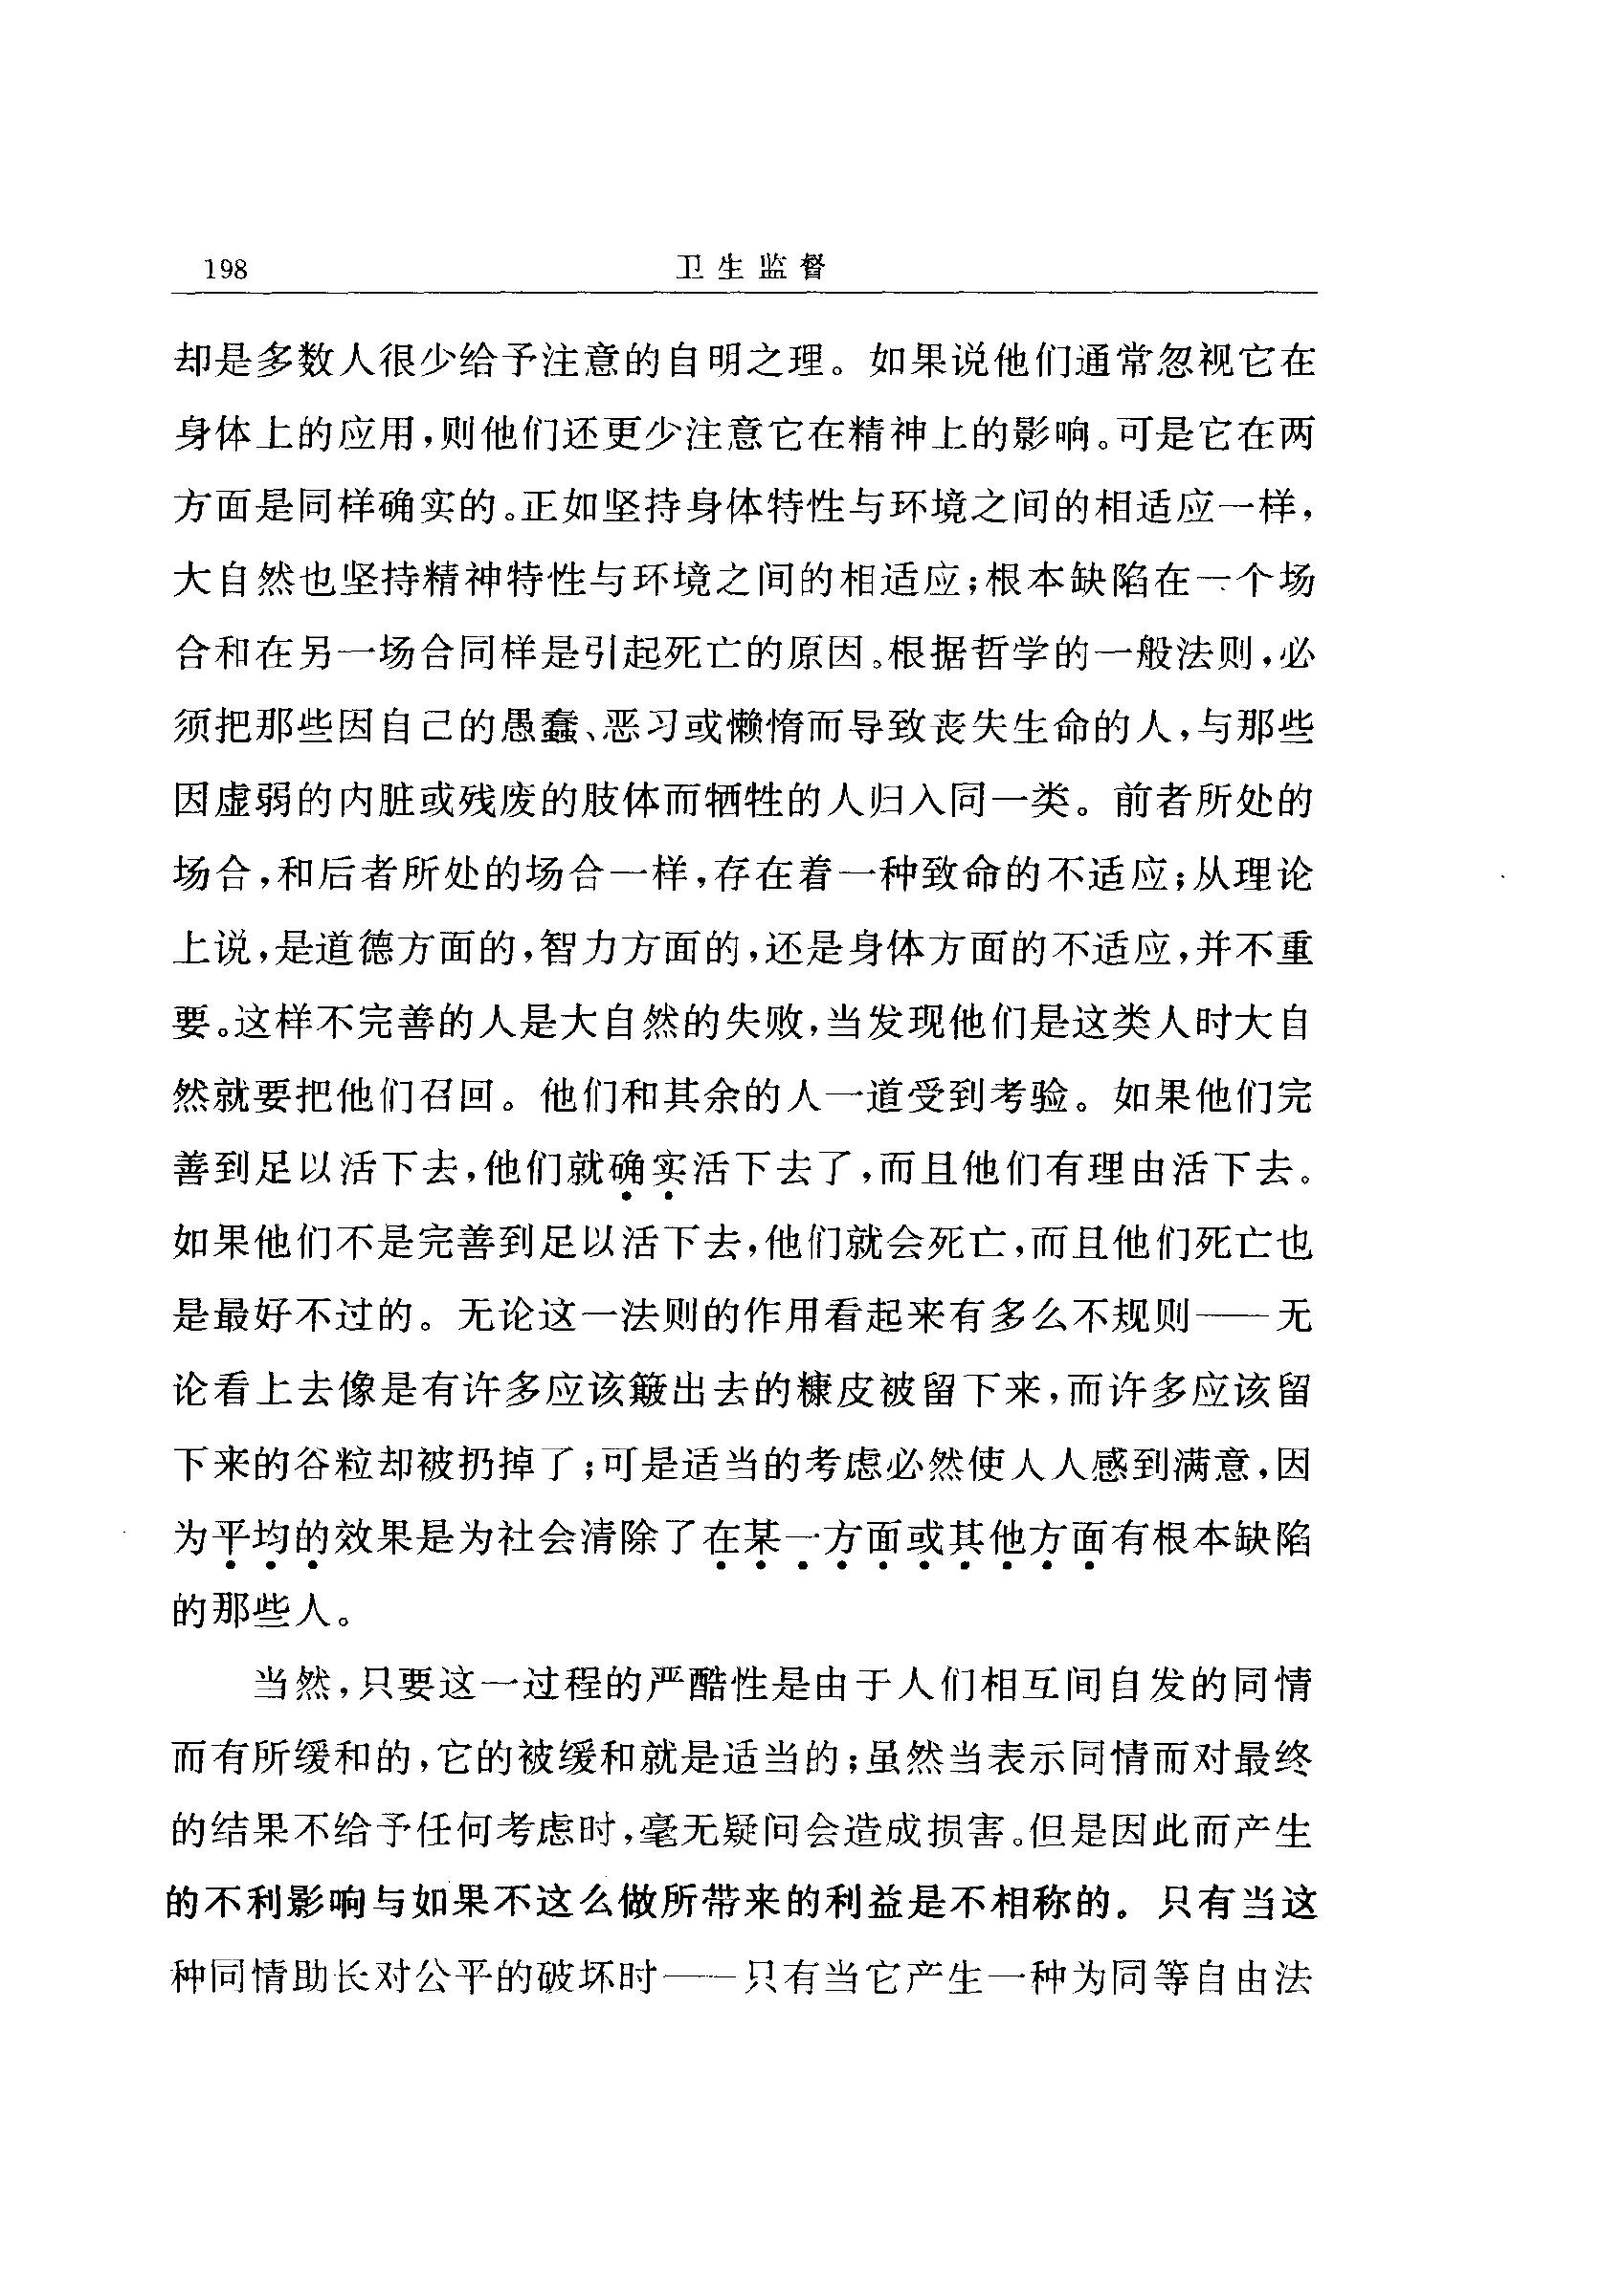 198 卫生监督
却是多数人很少给予注意的自明之理。如果说他们通常忽视它在
身体上的应用,则他们还更少注意它在精神上的影响。可是它在两
方面是同样确实的。正如坚持身体特性与环境之间的相适应一样,
大自然也坚持精神特性与环境之间的相适应;根本缺陷在一个场
合和在另一场合同样是引起死亡的原因。根据哲学的一般法则,必
须把那些因自己的愚蠢、恶习或懒惰而导致丧失生命的人,与那些
因虚弱的内脏或残废的肢体而牺牲的人归入同一类。前者所处的
场合,和后者所处的场合一样,存在着一种致命的不适应;从理论
上说,是道德方面的,智力方面的,还是身体方面的不适应,并不重
要。这样不完善的人是大自然的失败,当发现他们是这类人时大自
然就要把他们召回。他们和其余的人一道受到考验。如果他们完
善到足以活下去,他们就确实活下去了,而且他们有理由活下去。
如果他们不是完善到足以活下去,他们就会死亡,而且他们死亡也
是最好不过的。无论这一法则的作用看起来有多么不规则——无
论看上去像是有许多应该簸出去的糠皮被留下来,而许多应该留
下来的谷粒却被扔掉了;可是适当的考虑必然使人人感到满意,因
为平均的效果是为社会清除了在某一方面或其他方面有根本缺陷
的那些人。
当然,只要这一过程的严酷性是由于人们相互间自发的同情
而有所缓和的,它的被缓和就是适当的;虽然当表示同情而对最终
的结果不给予任何考虑时,毫无疑问会造成损害。但是因此而产生
的不利影响与如果不这么做所带来的利益是不相称的。只有当这
种同情助长对公平的破坏时——只有当它产生一种为同等自由法